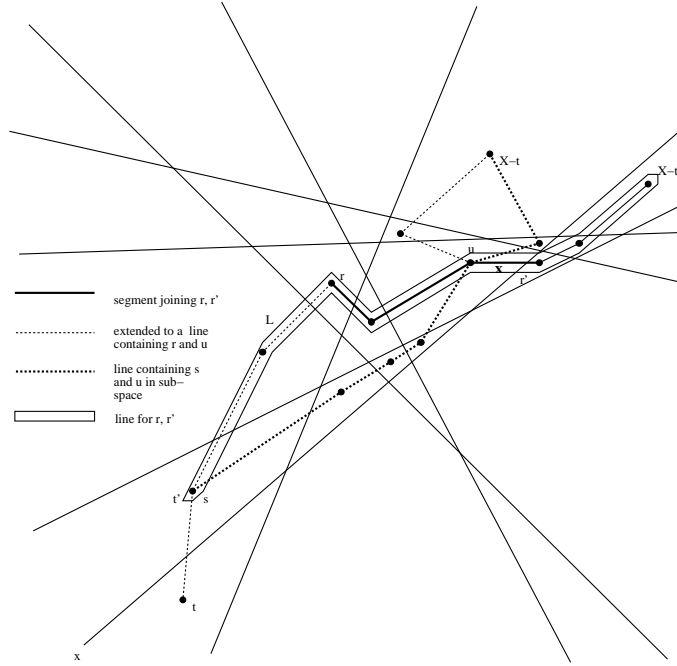 X–t
X–t'
u
x
r'
r
L
segment joining r, r'
extended to a line
containing r and u
line containing s
and u in sub–
space
line for r, r'
t'
s
t
x